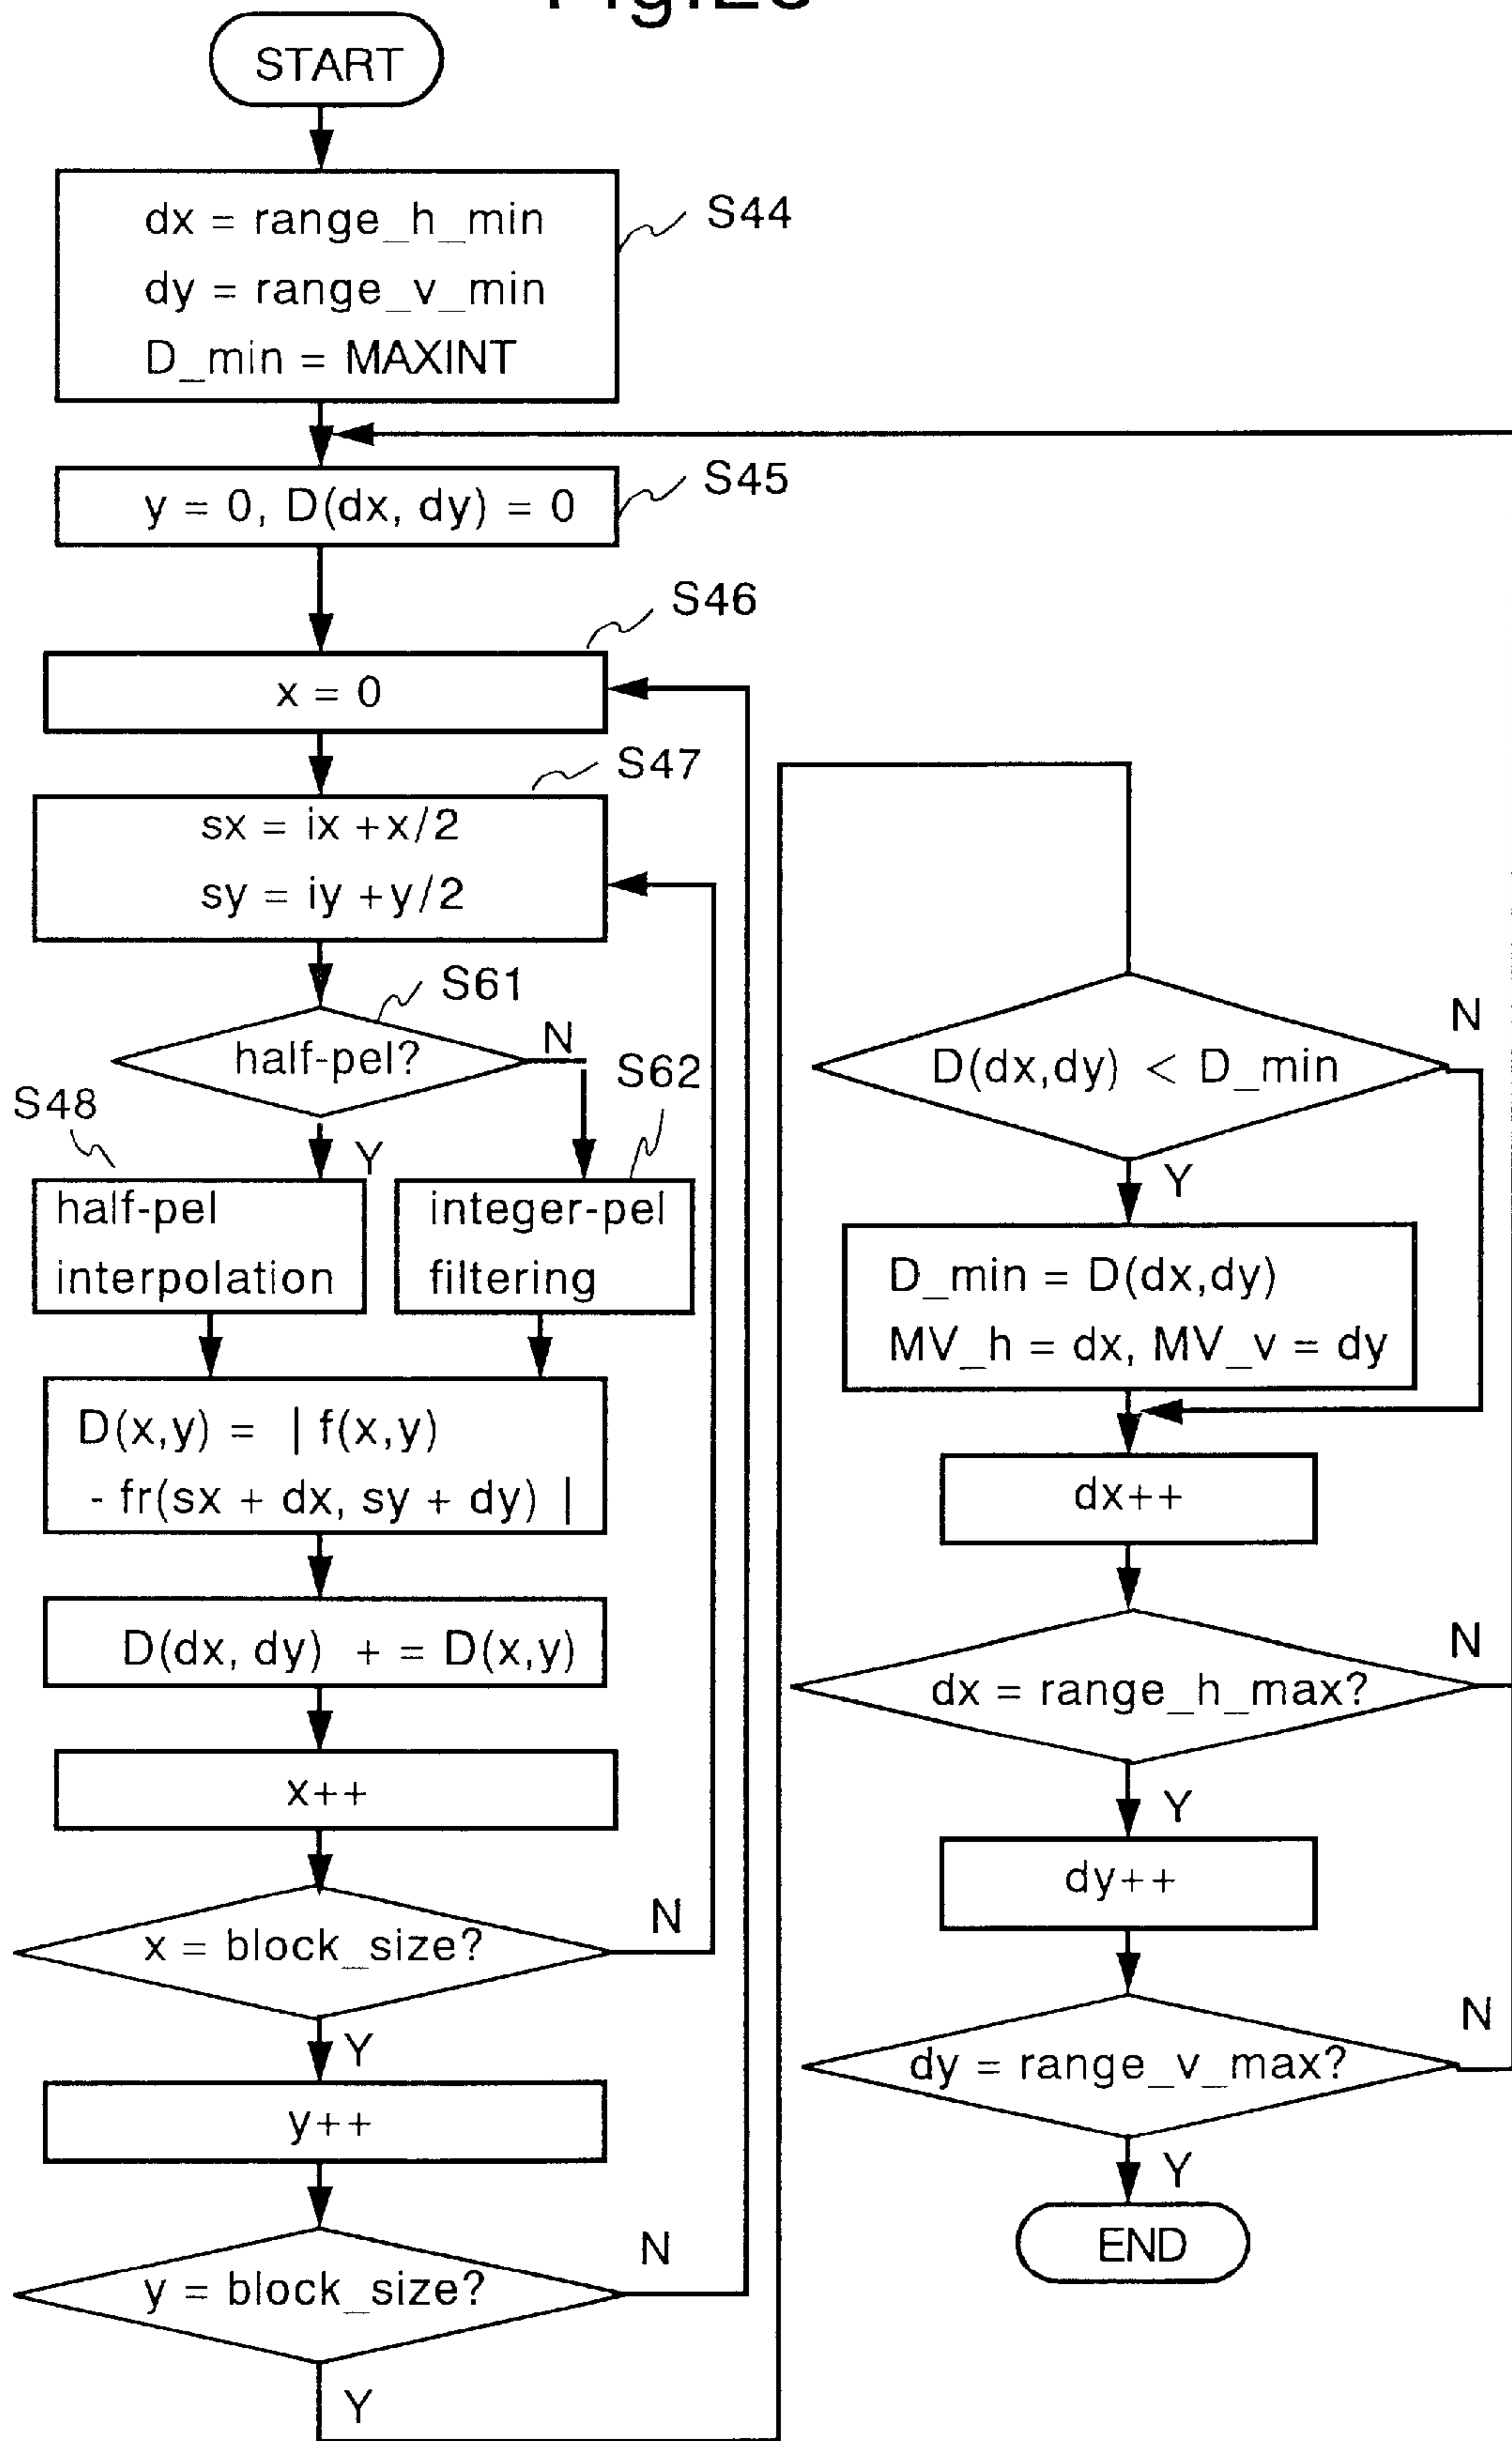 START
dx = range_h_min
dy = range_v_min
D_min = MAXINT
S44
y = 0, D(dx, dy) = 0
S45
S46
x = 0
S47
sx = ix +x/2
sy = iy +y/2
S61
half-pel?
N
S62
S48
Y
half-pel
interpolation
integer-pel
filtering
D(x,y) = | f(x,y)
- fr(sx + dx, sy + dy) |
D(dx, dy) + = D(x,y)
x++
x = block_size?
N
Y
y++
y = block_size?
N
Y
D(dx,dy) < D_min
N
Y
D_min = D(dx,dy)
MV_h = dx, MV_v = dy
dx++
dx = range_h_max?
N
Y
dy++
dy = range_v_max?
N
Y
END